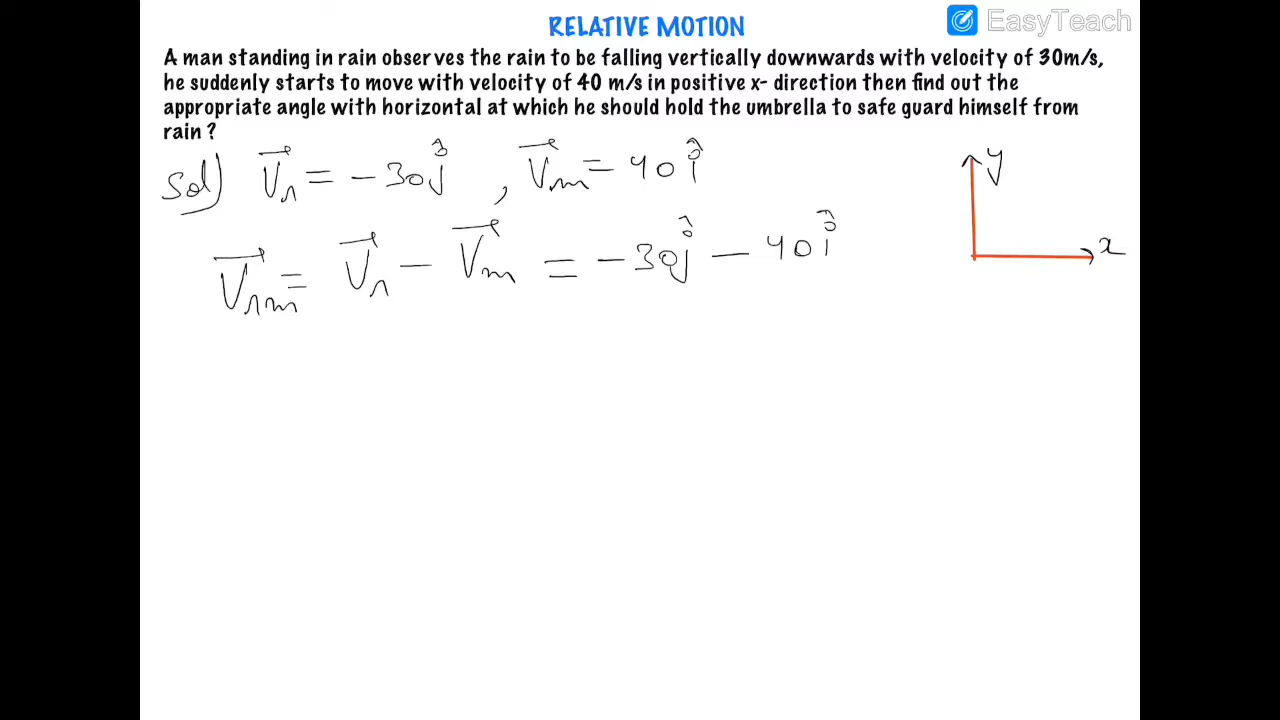 RELATIVE MOTION
EasyTeach
A man standing in rain observes the rain to be falling vertically downwards with velocity of 30m/s,
he suddenly starts to move with velocity of 40 m/s in positive x- direction then find out the
appropriate angle with horizontal at which he should hold the umbrella to safe guard himself from
rain ?
Sol) V⃗r = - 30ĵ , V⃗m = 40 î
y
V⃗rm = V⃗r - V⃗m = - 30ĵ - 40 î
x